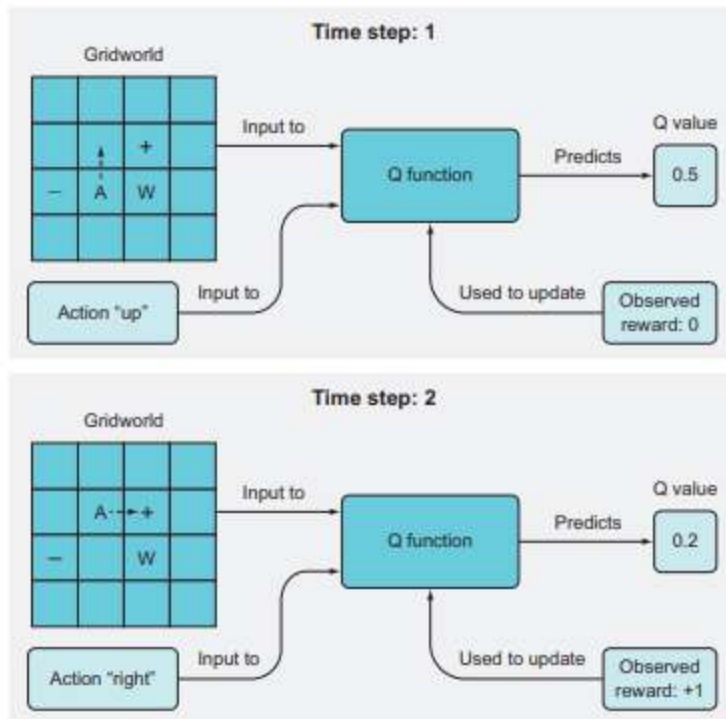 Time step: 1
Gridworld
+
– A W
Action "up"
Input to
Input to
Q function
Predicts
Q value
0.5
Used to update
Observed
reward: 0
Time step: 2
Gridworld
A +
– W
Action "right"
Input to
Input to
Q function
Predicts
Q value
0.2
Used to update
Observed
reward: +1